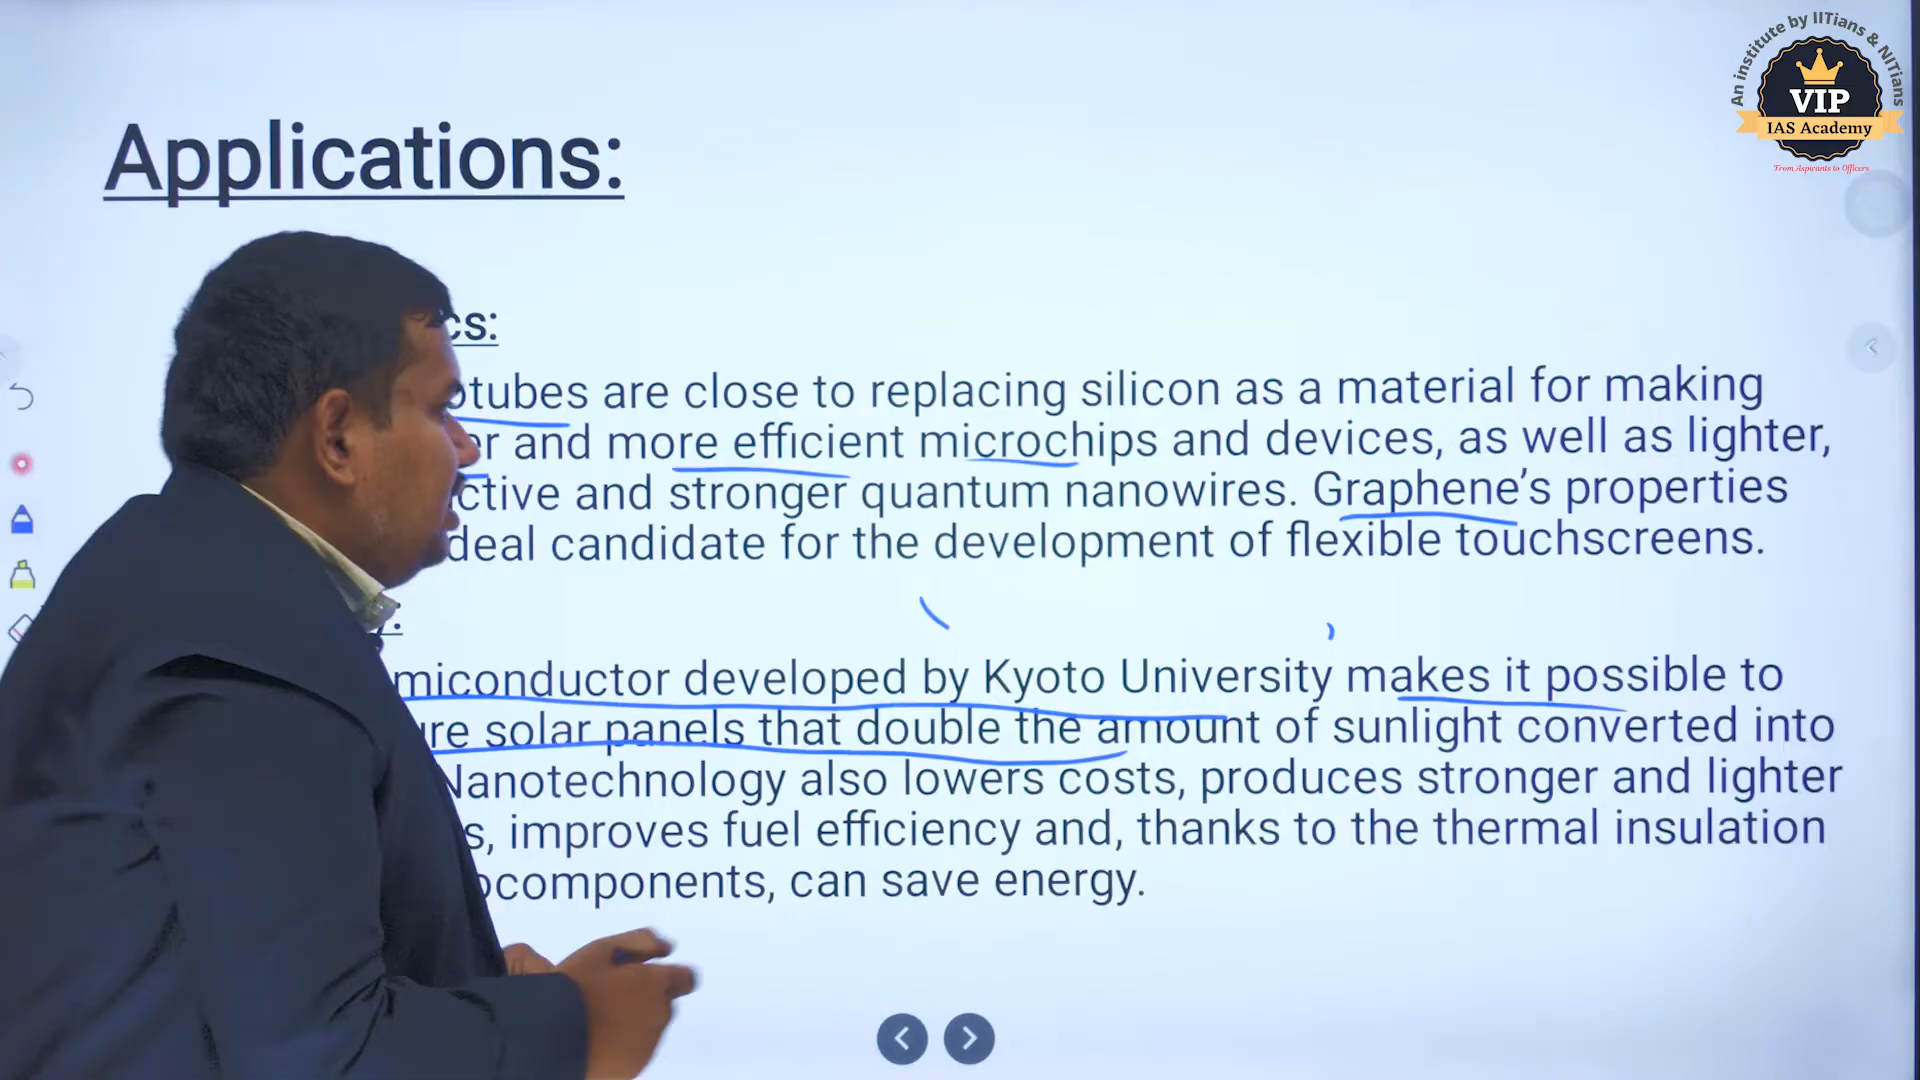 An institute by IITians & NITians
VIP
IAS Academy
From Aspirants to Officers
Applications:
cs:
otubes are close to replacing silicon as a material for making
er and more efficient microchips and devices, as well as lighter,
ctive and stronger quantum nanowires. Graphene’s properties
deal candidate for the development of flexible touchscreens.
miconductor developed by Kyoto University makes it possible to
ure solar panels that double the amount of sunlight converted into
Nanotechnology also lowers costs, produces stronger and lighter
s, improves fuel efficiency and, thanks to the thermal insulation
ocomponents, can save energy.